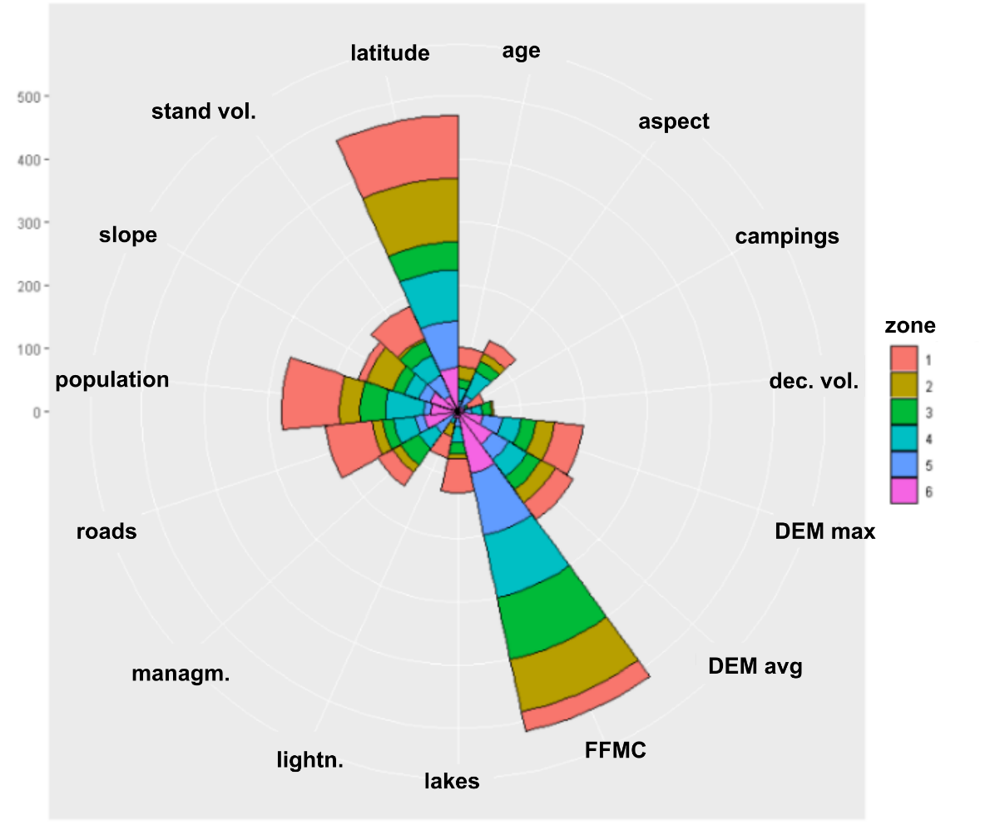 latitude
age
stand vol.
aspect
slope
campings
population
dec. vol.
roads
DEM max
managm.
DEM avg
lightn.
FFMC
lakes
500
400
300
200
100
0
zone
1
2
3
4
5
6